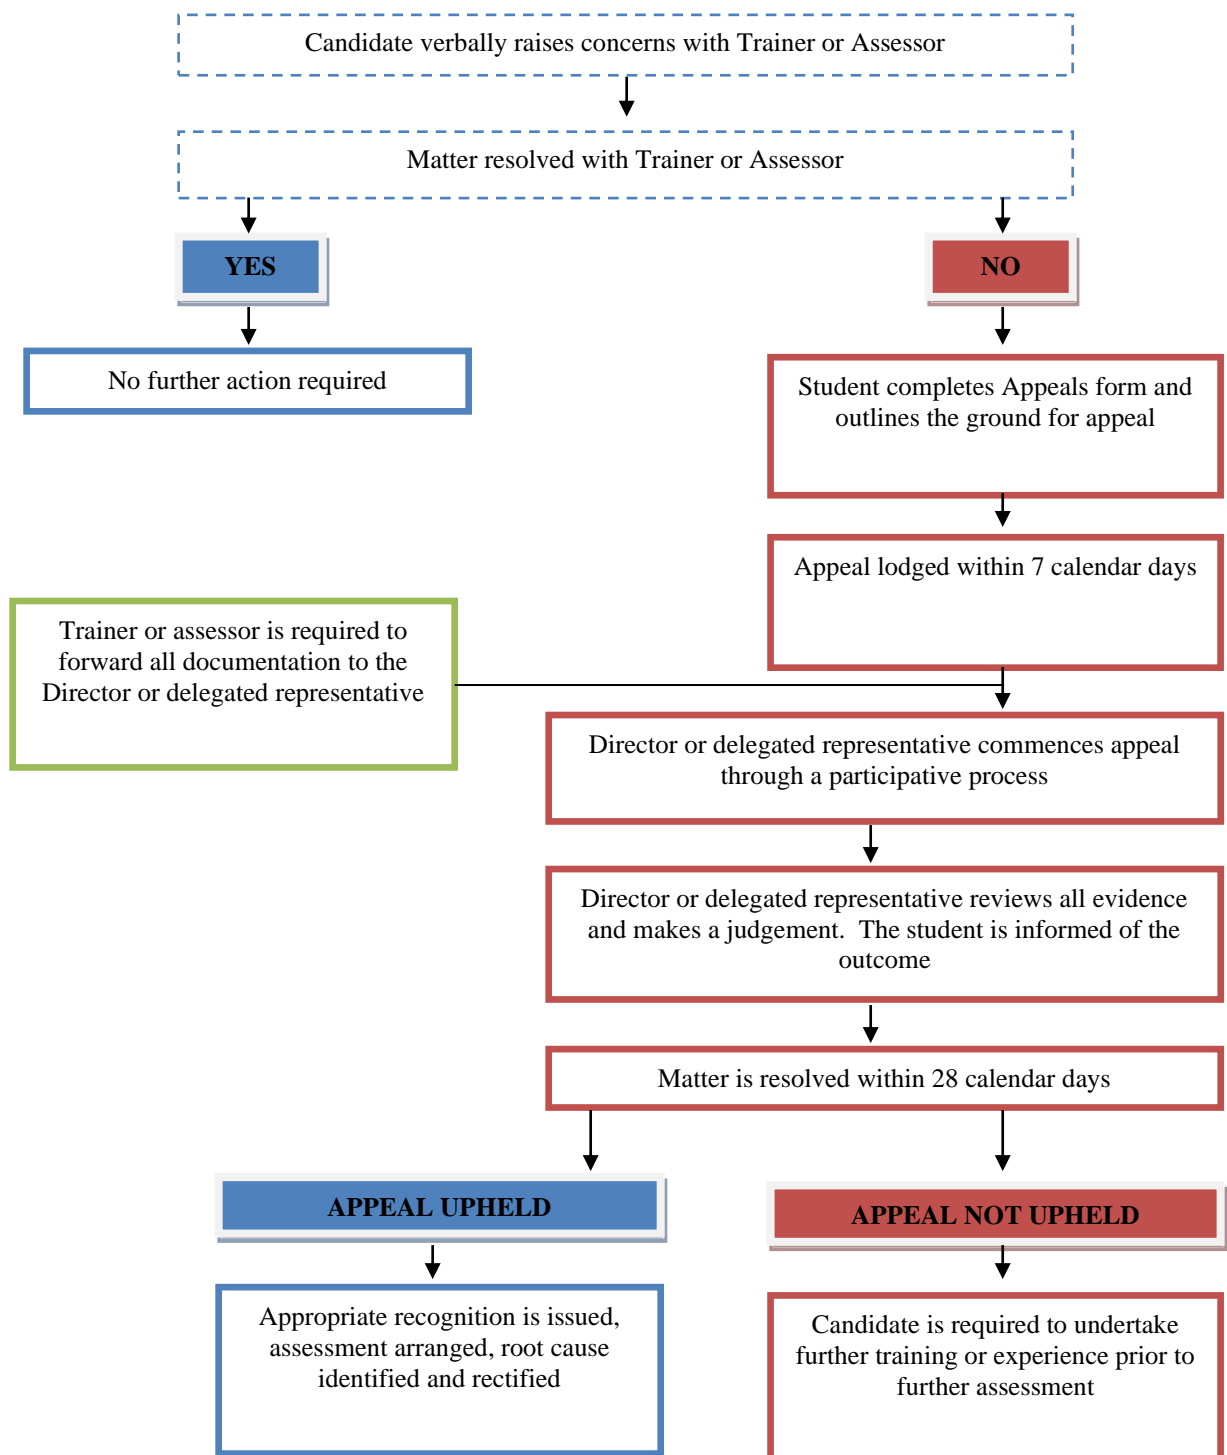 Candidate verbally raises concerns with Trainer or Assessor
Matter resolved with Trainer or Assessor
YES
NO
No further action required
Student completes Appeals form and
outlines the ground for appeal
Appeal lodged within 7 calendar days
Trainer or assessor is required to
forward all documentation to the
Director or delegated representative
Director or delegated representative commences appeal
through a participative process
Director or delegated representative reviews all evidence
and makes a judgement.  The student is informed of the
outcome
Matter is resolved within 28 calendar days
APPEAL UPHELD
APPEAL NOT UPHELD
Appropriate recognition is issued,
assessment arranged, root cause
identified and rectified
Candidate is required to undertake
further training or experience prior to
further assessment